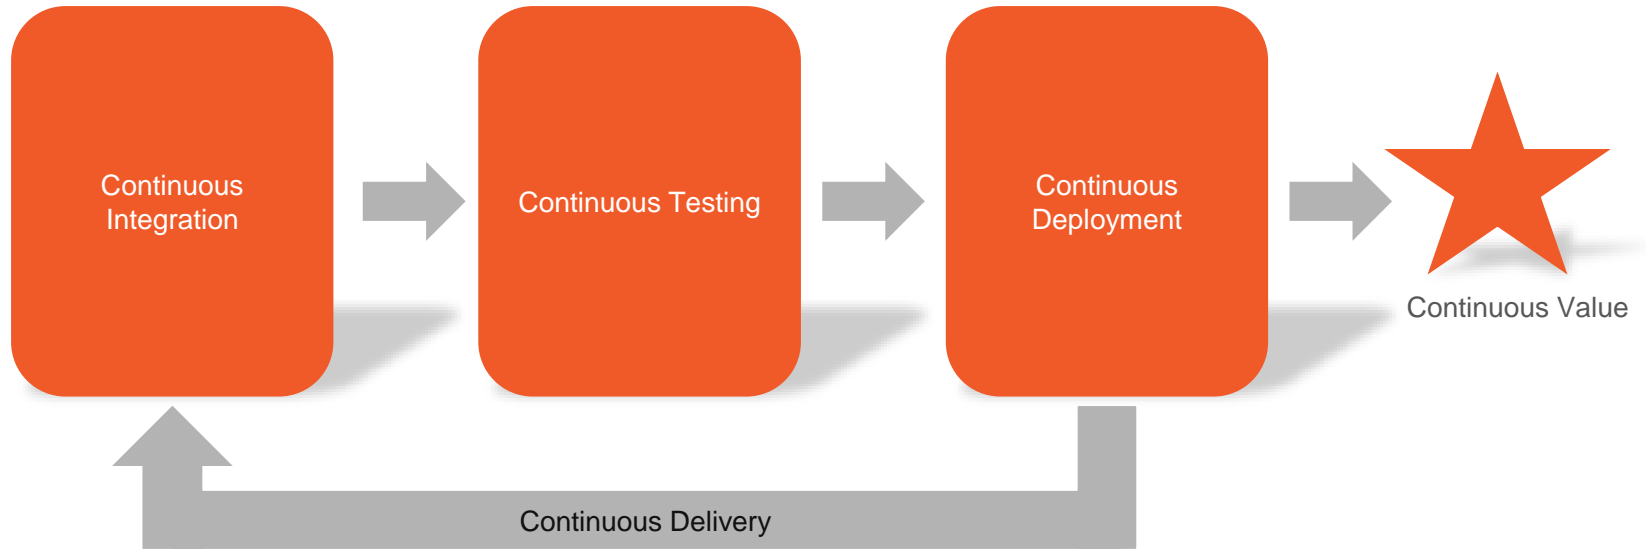 Continuous
Integration
Continuous Testing
Continuous
Deployment
Continuous Value
Continuous Delivery